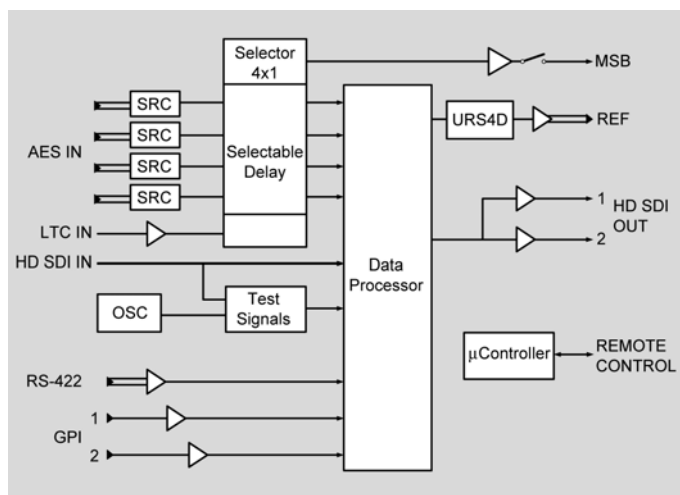 Selector
4x1
MSB
SRC
SRC
SRC
SRC
AES IN
Selectable
Delay
URS4D
REF
LTC IN
HD SDI IN
1
2
HD SDI
OUT
Data
Processor
OSC
Test
Signals
µController
REMOTE
CONTROL
RS-422
1
GPI
2